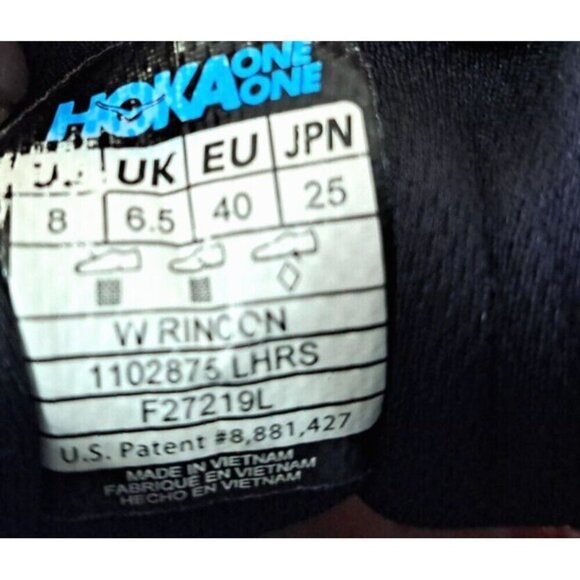 HOKA ONE ONE
UK EU JPN
8 6.5 40 25
W RINCON
1102875 LHRS
F27219L
U.S. Patent #8,881,427
MADE IN VIETNAM
FABRIQUE EN VIETNAM
HECHO EN VIETNAM